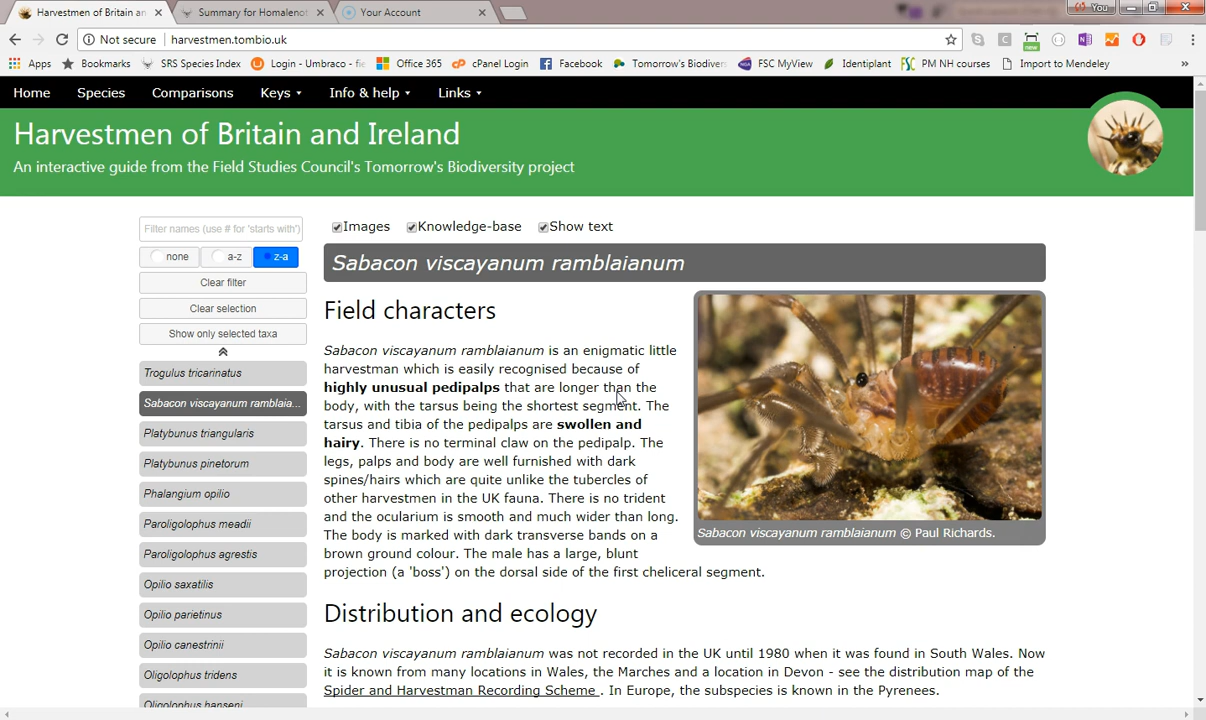 Harvestmen of Britain an
Summary for Homalenot
Your Account
You
Not secure
harvestmen.tombio.uk
new
Apps
Bookmarks
SRS Species Index
Login - Umbraco - fie
Office 365
cPanel Login
Facebook
Tomorrow's Biodivers
FSC MyView
Identiplant
PM NH courses
Import to Mendeley
»
Home
Species
Comparisons
Keys
Info & help
Links
Harvestmen of Britain and Ireland
An interactive guide from the Field Studies Council's Tomorrow's Biodiversity project
Filter names (use # for 'starts with')
none
a-z
z-a
Clear filter
Clear selection
Show only selected taxa
Trogulus tricarinatus
Sabacon viscayanum ramblaia...
Platybunus triangularis
Platybunus pinetorum
Phalangium opilio
Paroligolophus meadii
Paroligolophus agrestis
Opilio saxatilis
Opilio parietinus
Opilio canestrinii
Oligolophus tridens
Oligolophus hanseni
Images
Knowledge-base
Show text
Sabacon viscayanum ramblaianum
Field characters
Sabacon viscayanum ramblaianum is an enigmatic little
harvestman which is easily recognised because of
highly unusual pedipalps that are longer than the
body, with the tarsus being the shortest segment. The
tarsus and tibia of the pedipalps are swollen and
hairy. There is no terminal claw on the pedipalp. The
legs, palps and body are well furnished with dark
spines/hairs which are quite unlike the tubercles of
other harvestmen in the UK fauna. There is no trident
and the ocularium is smooth and much wider than long.
The body is marked with dark transverse bands on a
brown ground colour. The male has a large, blunt
projection (a 'boss') on the dorsal side of the first cheliceral segment.
Sabacon viscayanum ramblaianum © Paul Richards.
Distribution and ecology
Sabacon viscayanum ramblaianum was not recorded in the UK until 1980 when it was found in South Wales. Now
it is known from many locations in Wales, the Marches and a location in Devon - see the distribution map of the
Spider and Harvestman Recording Scheme . In Europe, the subspecies is known in the Pyrenees.